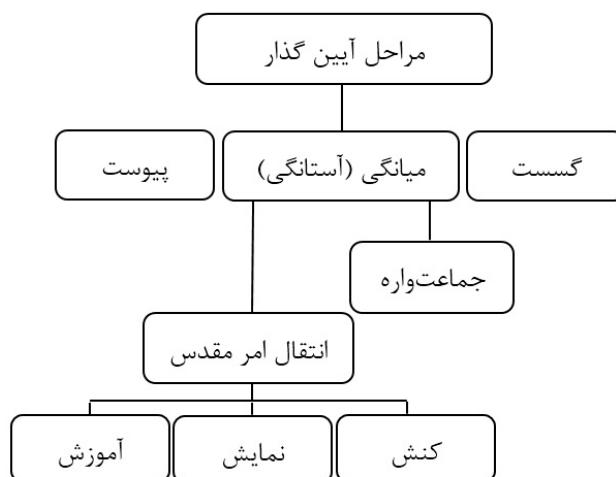 مراحل آیین گذار
گسست
میانگی (آستانگی)
پیوست
جماعت‌واره
انتقال امر مقدس
کنش
نمایش
آموزش